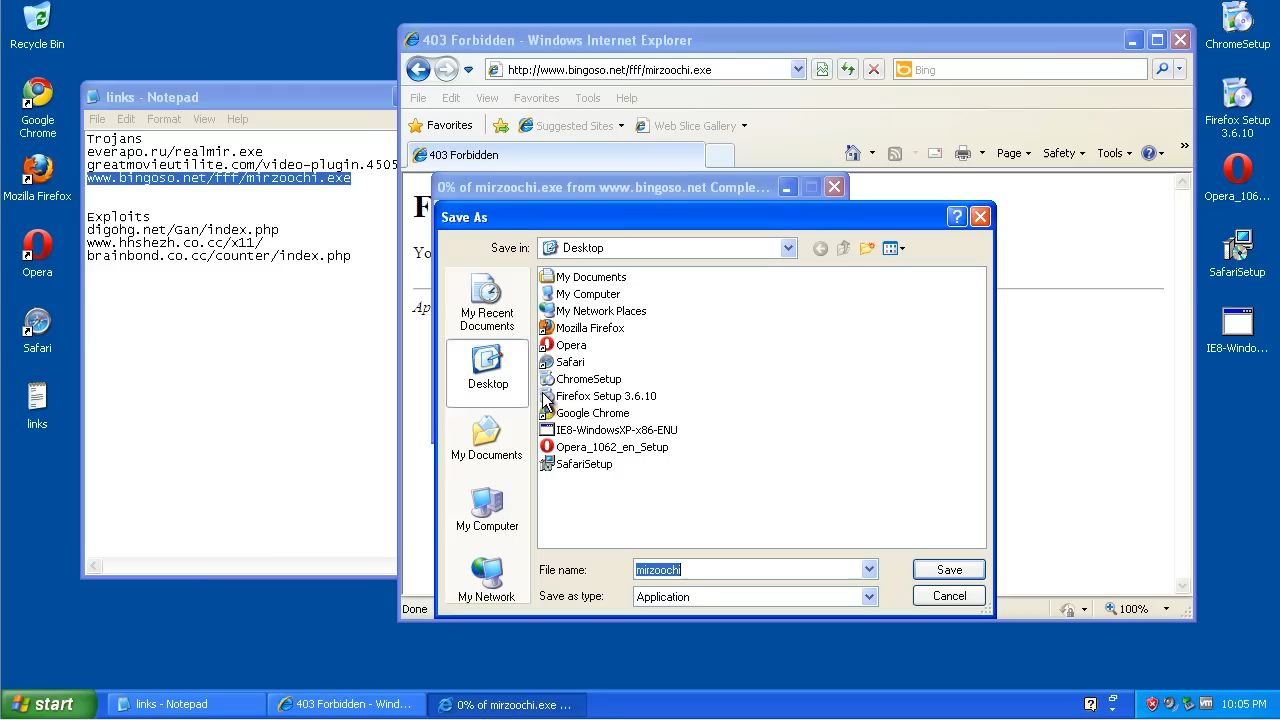 Recycle Bin
Google
Chrome
Mozilla Firefox
Opera
Safari
links
links - Notepad
File Edit Format View Help
Trojans
everapo.ru/realmir.exe
greatmovieutilite.com/video-plugin.4505
www.bingoso.net/fff/mirzoochi.exe
Exploits
digohg.net/Gan/index.php
www.hhshezh.co.cc/x11/
brainbond.co.cc/counter/index.php
403 Forbidden - Windows Internet Explorer
http://www.bingoso.net/fff/mirzoochi.exe
Bing
File Edit View Favorites Tools Help
Favorites Suggested Sites Web Slice Gallery
403 Forbidden
Page Safety Tools
F
Yo
Ap
0% of mirzoochi.exe from www.bingoso.net Comple...
Save As
Save in: Desktop
My Recent
Documents
Desktop
My Documents
My Computer
My Network
My Documents
My Computer
My Network Places
Mozilla Firefox
Opera
Safari
ChromeSetup
Firefox Setup 3.6.10
Google Chrome
IE8-WindowsXP-x86-ENU
Opera_1062_en_Setup
SafariSetup
File name: mirzoochi Save
Save as type: Application Cancel
Done 100%
ChromeSetup
Firefox Setup
3.6.10
Opera_106...
SafariSetup
IE8-Windo...
start links - Notepad 403 Forbidden - Wind... 0% of mirzoochi.exe ... 10:05 PM